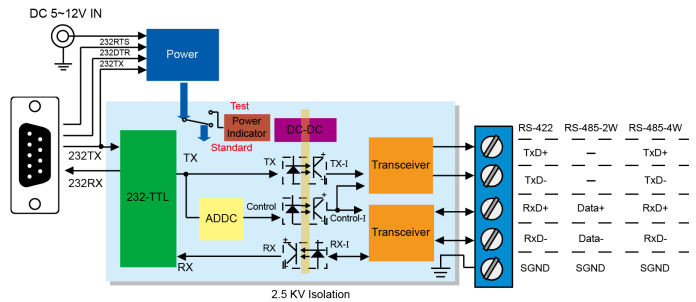 DC 5~12V IN
232RTS
232DTR
232TX
Power
Test
Power
Indicator
Standard
DC-DC
232TX
232RX
232-TTL
TX
TX
TX-I
Transceiver
ADDC
Control
Control-I
Transceiver
RX
RX
RX-I
2.5 KV Isolation
RS-422 RS-485-2W RS-485-4W
TxD+ – TxD+
TxD- – TxD-
RxD+ Data+ RxD+
RxD- Data- RxD-
SGND SGND SGND